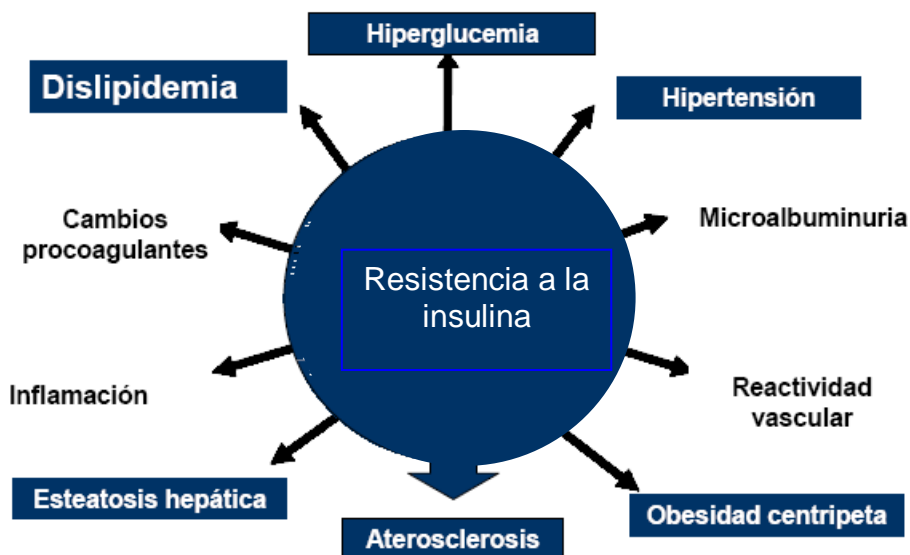 Hiperglucemia
Dislipidemia
Hipertensión
Cambios
procoagulantes
Microalbuminuria
Resistencia a la
insulina
Inflamación
Reactividad
vascular
Esteatosis hepática
Obesidad centripeta
Aterosclerosis